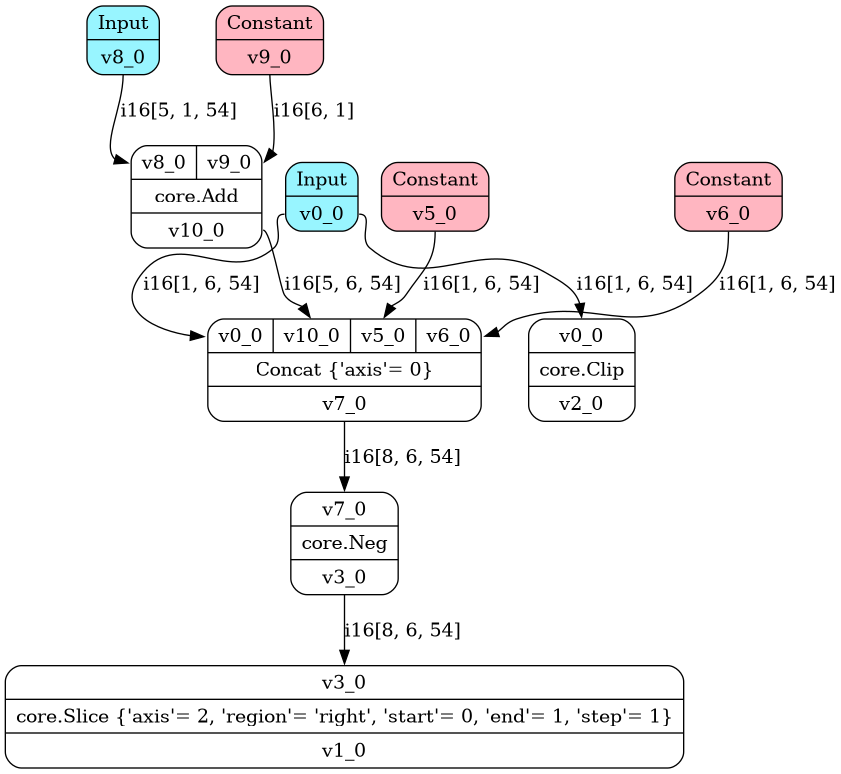 Input
v8_0
Constant
v9_0
i16[5, 1, 54]
i16[6, 1]
v8_0 v9_0
core.Add
v10_0
Input
v0_0
Constant
v5_0
Constant
v6_0
i16[1, 6, 54]
i16[5, 6, 54]
i16[1, 6, 54]
i16[1, 6, 54]
i16[1, 6, 54]
v0_0 v10_0 v5_0 v6_0
Concat {'axis'= 0}
v7_0
v0_0
core.Clip
v2_0
i16[8, 6, 54]
v7_0
core.Neg
v3_0
i16[8, 6, 54]
v3_0
core.Slice {'axis'= 2, 'region'= 'right', 'start'= 0, 'end'= 1, 'step'= 1}
v1_0